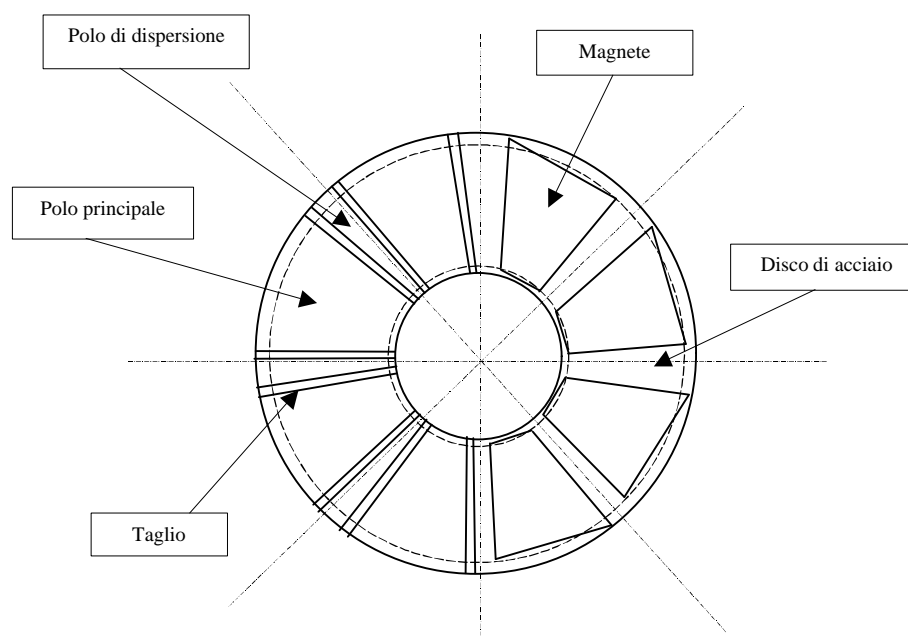 Polo di dispersione
Magnete
Polo principale
Disco di acciaio
Taglio